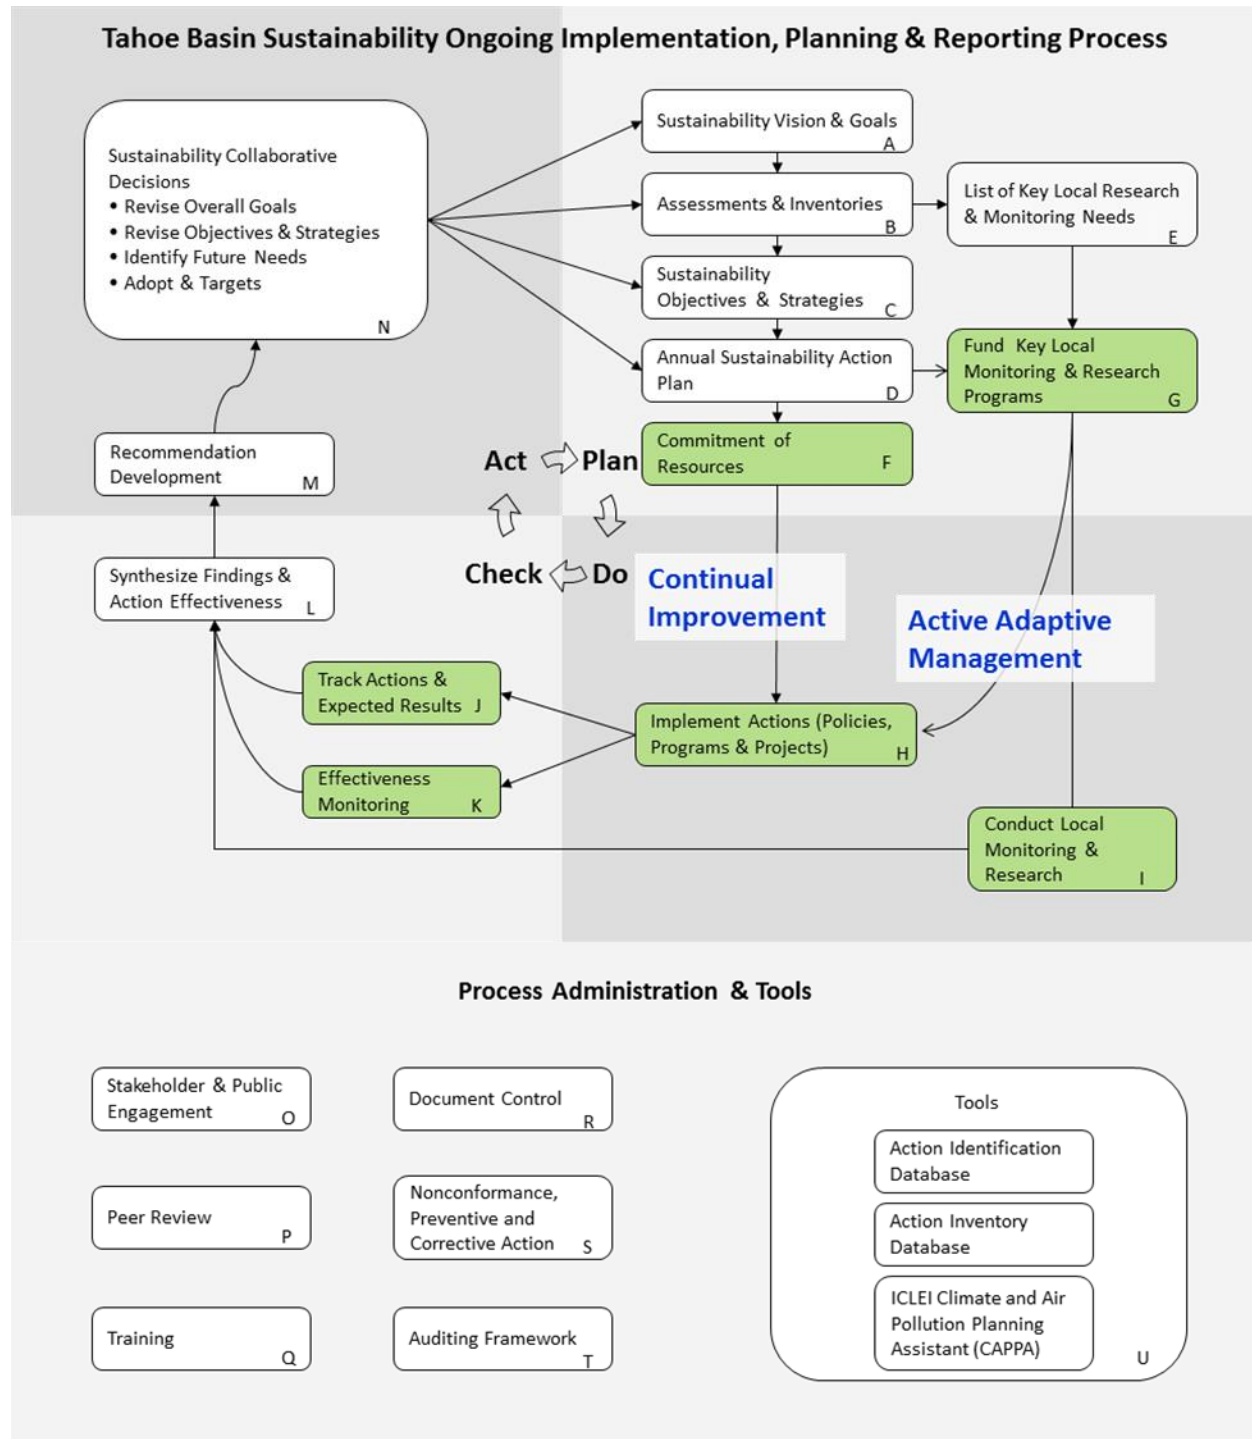 Tahoe Basin Sustainability Ongoing Implementation, Planning & Reporting Process
Sustainability Collaborative
Decisions
• Revise Overall Goals
• Revise Objectives & Strategies
• Identify Future Needs
• Adopt & Targets
N
Sustainability Vision & Goals
A
Assessments & Inventories
B
Sustainability
Objectives & Strategies
C
Annual Sustainability Action
Plan
D
List of Key Local Research
& Monitoring Needs
E
Fund Key Local
Monitoring & Research
Programs
G
Commitment of
Resources
F
Recommendation
Development
M
Act
Plan
Check
Do
Continual
Improvement
Active Adaptive
Management
Synthesize Findings &
Action Effectiveness
L
Track Actions &
Expected Results
J
Effectiveness
Monitoring
K
Implement Actions (Policies,
Programs & Projects)
H
Conduct Local
Monitoring &
Research
I
Process Administration & Tools
Stakeholder & Public
Engagement
O
Peer Review
P
Training
Q
Document Control
R
Nonconformance,
Preventive and
Corrective Action
S
Auditing Framework
T
Tools
Action Identification
Database
Action Inventory
Database
ICLEI Climate and Air
Pollution Planning
Assistant (CAPPA)
U